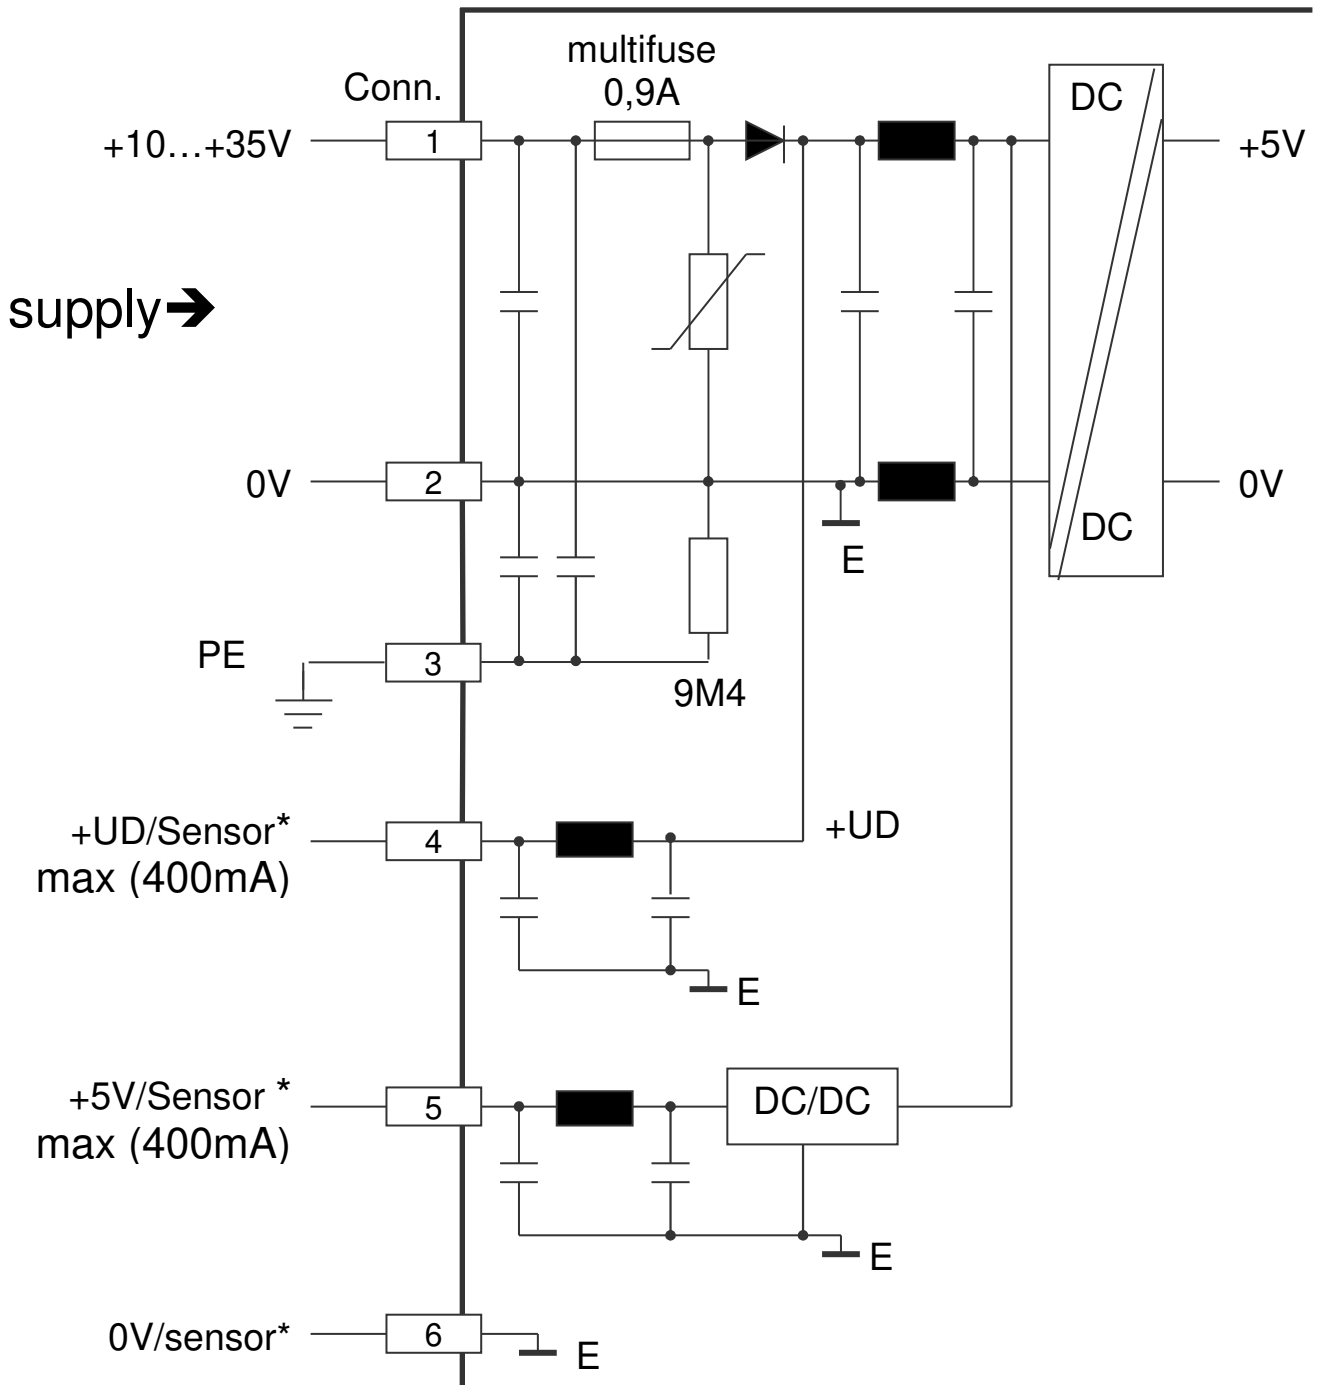 multifuse
0,9A
Conn.
DC
+10…+35V
1
+5V
supply➔
0V
2
0V
DC
E
PE
3
9M4
+UD/Sensor*
max (400mA)
4
+UD
E
+5V/Sensor *
max (400mA)
5
DC/DC
E
0V/sensor*
6
E